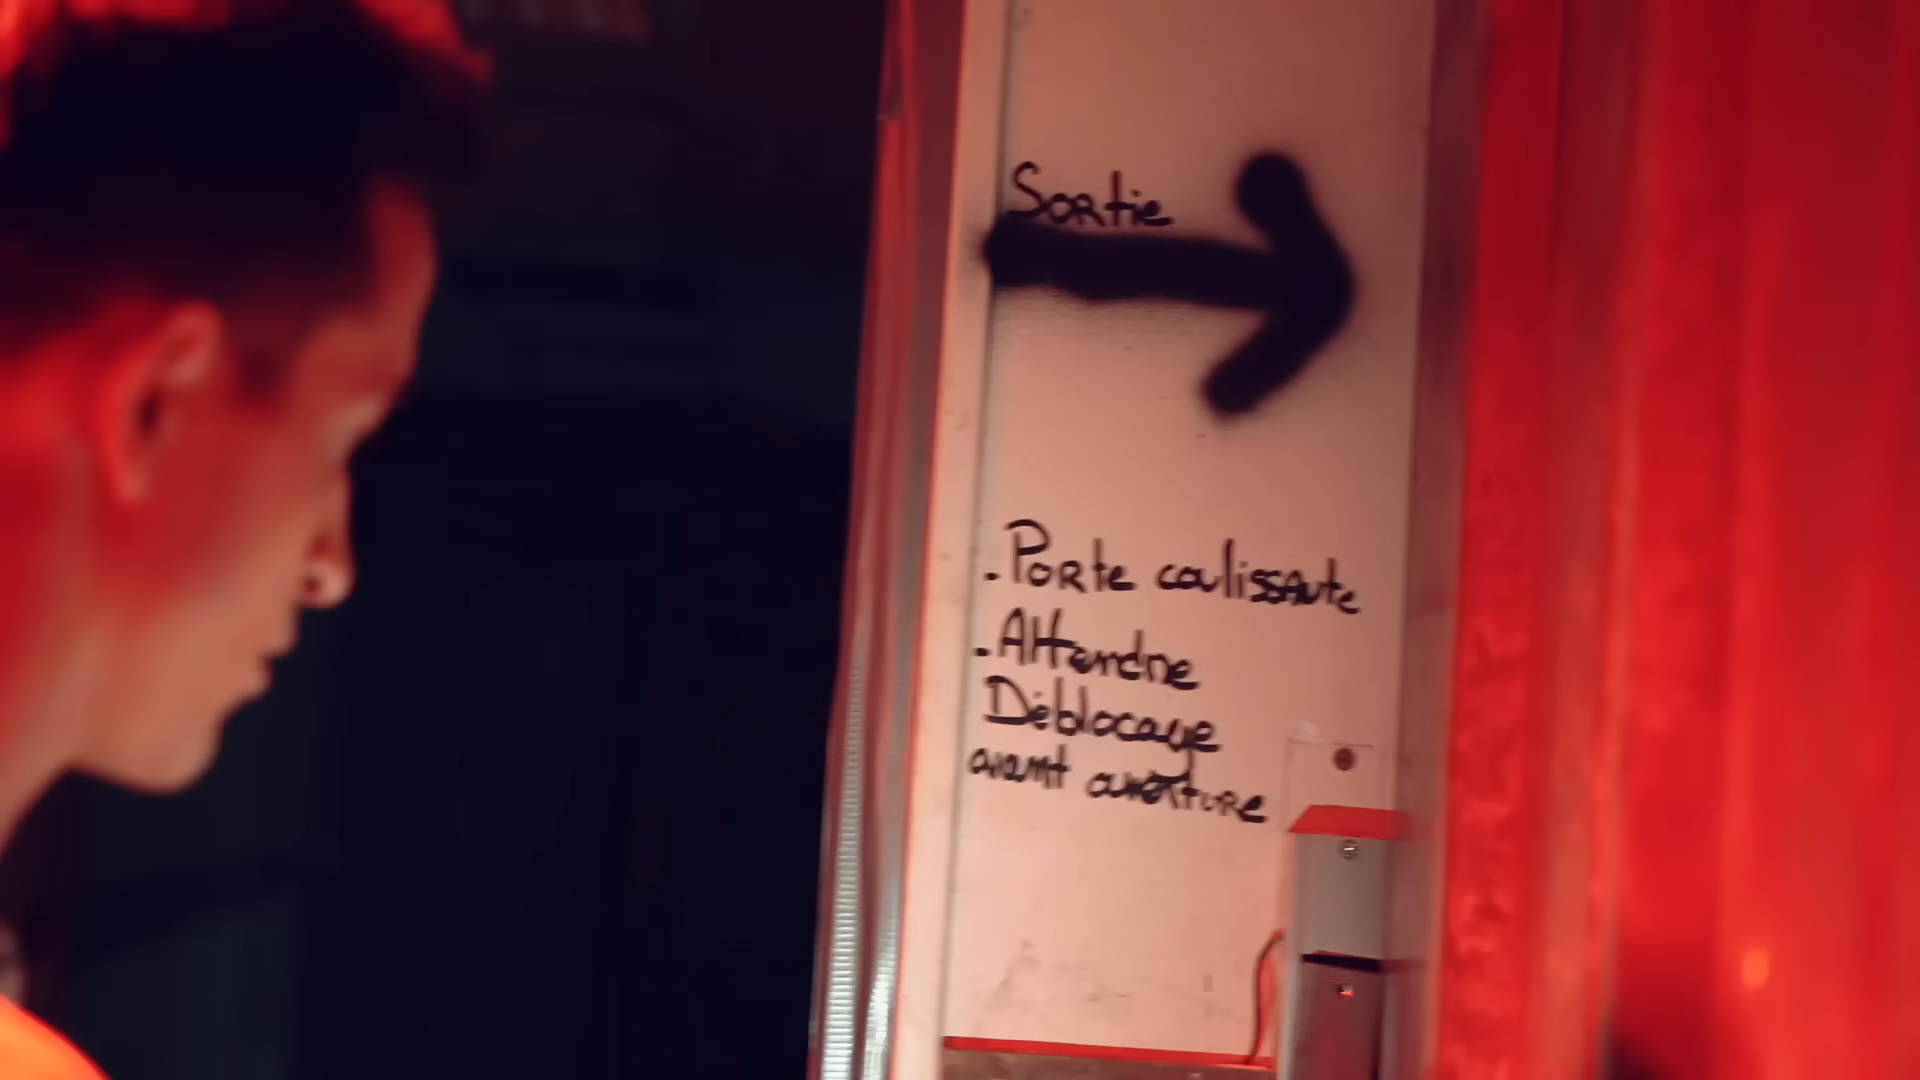 Sortie
. Porte coulissante
. Attendre
Déblocage
avant ouverture